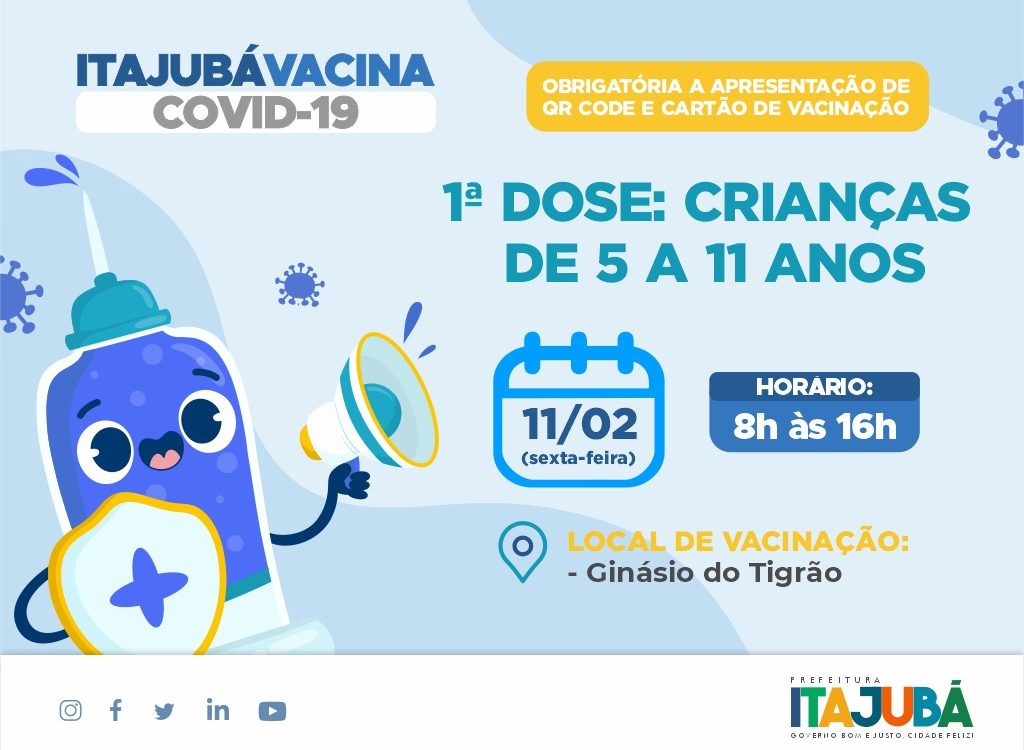 ITAJUBÁVACINA
COVID-19
OBRIGATÓRIA A APRESENTAÇÃO DE
QR CODE E CARTÃO DE VACINAÇÃO
1ª DOSE: CRIANÇAS
DE 5 A 11 ANOS
11/02
(sexta-feira)
HORÁRIO:
8h às 16h
LOCAL DE VACINAÇÃO:
- Ginásio do Tigrão
PREFEITURA
ITAJUBÁ
GOVERNO BOM E JUSTO, CIDADE FELIZ!